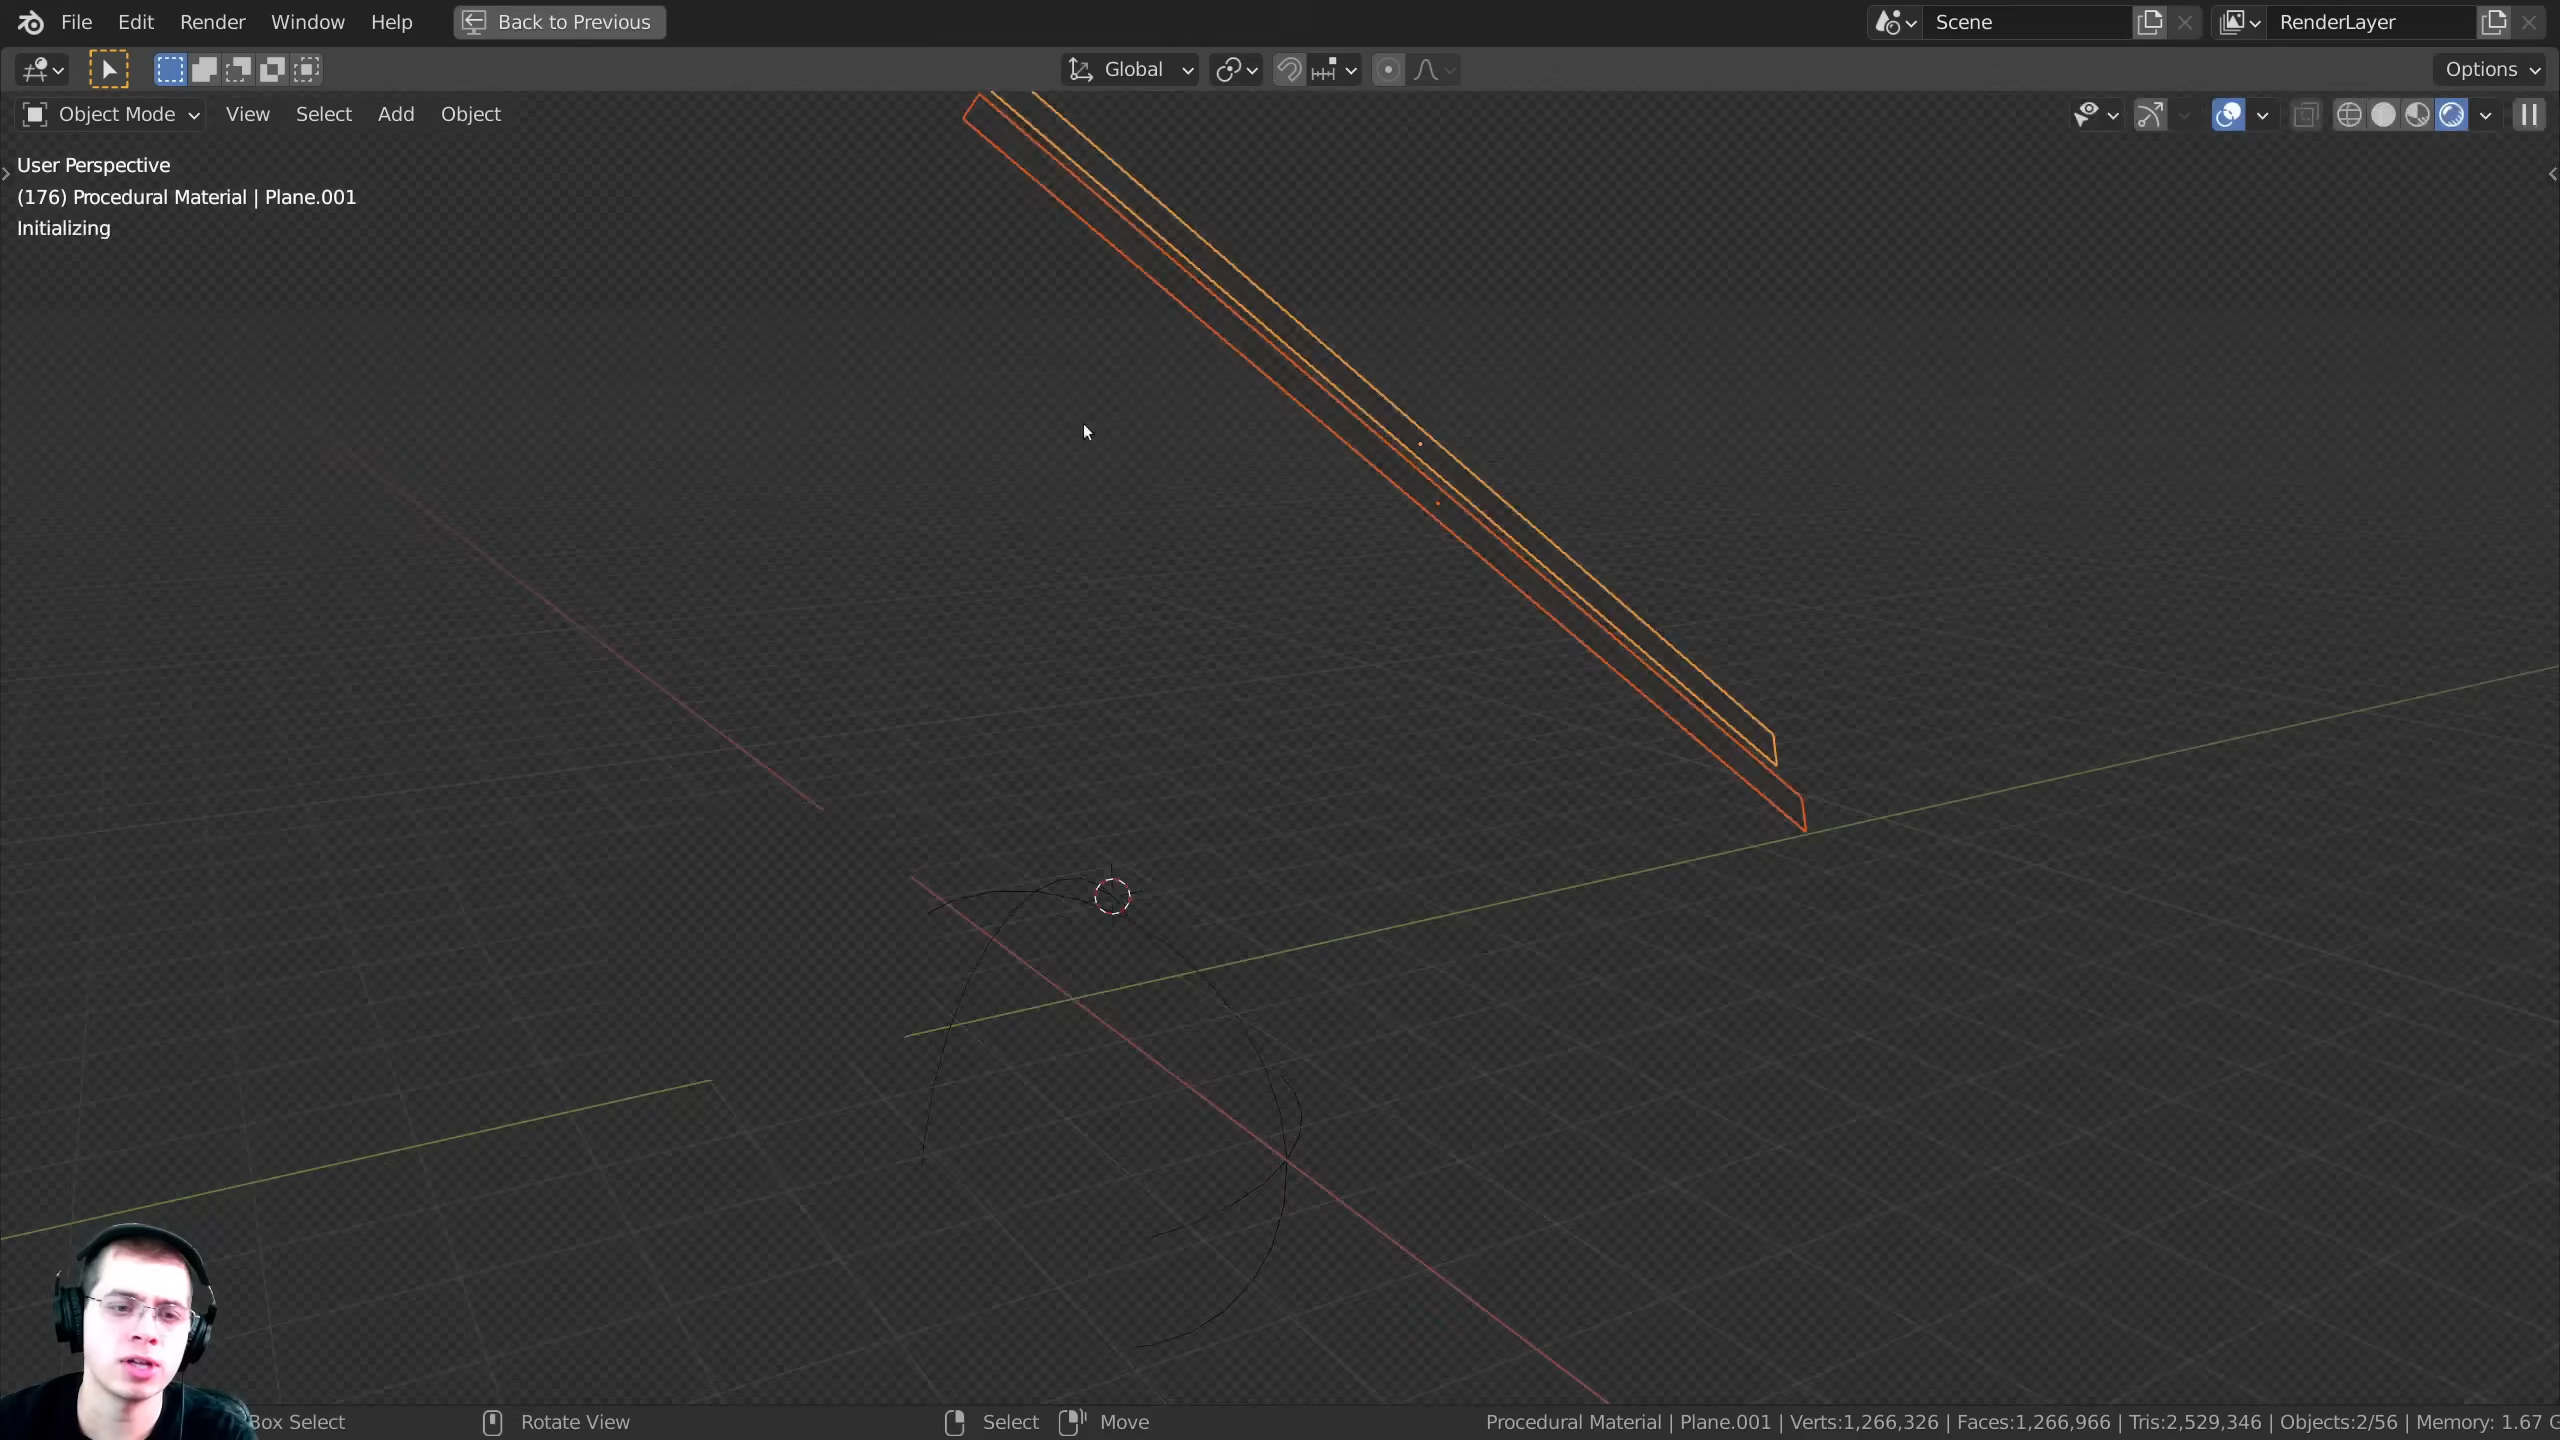 File Edit Render Window Help Back to Previous Scene RenderLayer
Global Options
Object Mode View Select Add Object
User Perspective
(176) Procedural Material | Plane.001
Initializing
Box Select Rotate View Select Move Procedural Material | Plane.001 | Verts:1,266,326 | Faces:1,266,966 | Tris:2,529,346 | Objects:2/56 | Memory: 1.67 G